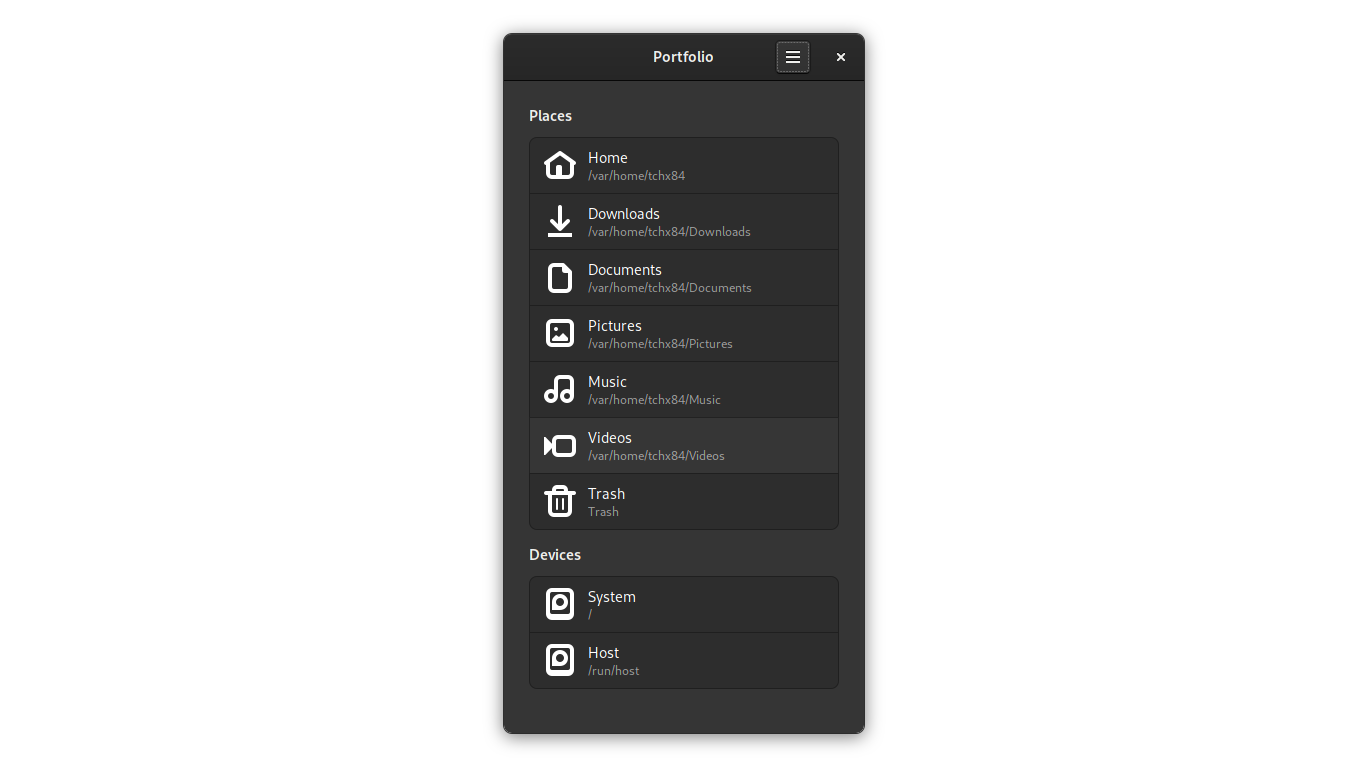 Portfolio
Places
Home
/var/home/tchx84
Downloads
/var/home/tchx84/Downloads
Documents
/var/home/tchx84/Documents
Pictures
/var/home/tchx84/Pictures
Music
/var/home/tchx84/Music
Videos
/var/home/tchx84/Videos
Trash
Trash
Devices
System
/
Host
/run/host